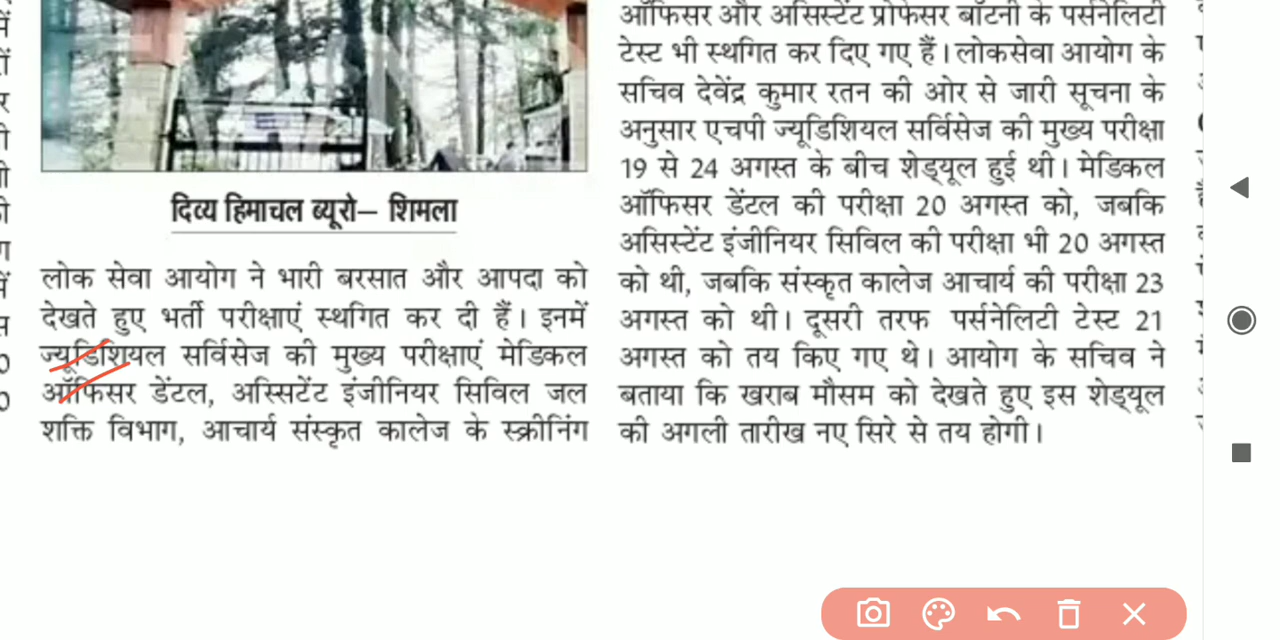 दिव्य हिमाचल ब्यूरो– शिमला
लोक सेवा आयोग ने भारी बरसात और आपदा को
देखते हुए भर्ती परीक्षाएं स्थगित कर दी हैं। इनमें
ज्यूडिशियल सर्विसेज की मुख्य परीक्षाएं मेडिकल
ऑफिसर डेंटल, अस्सिटेंट इंजीनियर सिविल जल
शक्ति विभाग, आचार्य संस्कृत कालेज के स्क्रीनिंग
ऑफिसर और असिस्टेंट प्रोफेसर बॉटनी के पर्सनेलिटी
टेस्ट भी स्थगित कर दिए गए हैं। लोकसेवा आयोग के
सचिव देवेंद्र कुमार रतन की ओर से जारी सूचना के
अनुसार एचपी ज्यूडिशियल सर्विसेज की मुख्य परीक्षा
19 से 24 अगस्त के बीच शेड्यूल हुई थी। मेडिकल
ऑफिसर डेंटल की परीक्षा 20 अगस्त को, जबकि
असिस्टेंट इंजीनियर सिविल की परीक्षा भी 20 अगस्त
को थी, जबकि संस्कृत कालेज आचार्य की परीक्षा 23
अगस्त को थी। दूसरी तरफ पर्सनेलिटी टेस्ट 21
अगस्त को तय किए गए थे। आयोग के सचिव ने
बताया कि खराब मौसम को देखते हुए इस शेड्यूल
की अगली तारीख नए सिरे से तय होगी।